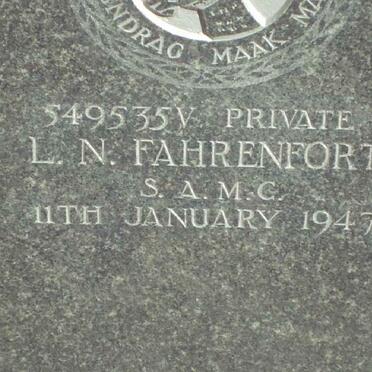 NDRAG MAAK M
549535V PRIVATE
L. N. FAHRENFORT
S. A. M. C.
11TH JANUARY 1947